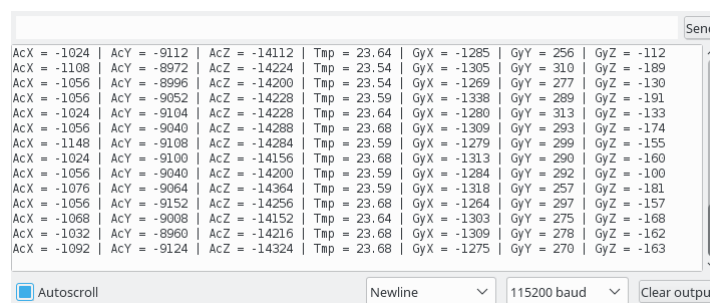 Send
AcX = -1024 | AcY = -9112 | AcZ = -14112 | Tmp = 23.64 | GyX = -1285 | GyY = 256 | GyZ = -112
AcX = -1108 | AcY = -8972 | AcZ = -14224 | Tmp = 23.54 | GyX = -1305 | GyY = 310 | GyZ = -189
AcX = -1056 | AcY = -8996 | AcZ = -14200 | Tmp = 23.54 | GyX = -1269 | GyY = 277 | GyZ = -130
AcX = -1056 | AcY = -9052 | AcZ = -14228 | Tmp = 23.59 | GyX = -1338 | GyY = 289 | GyZ = -191
AcX = -1024 | AcY = -9104 | AcZ = -14228 | Tmp = 23.64 | GyX = -1280 | GyY = 313 | GyZ = -133
AcX = -1056 | AcY = -9040 | AcZ = -14288 | Tmp = 23.68 | GyX = -1309 | GyY = 293 | GyZ = -174
AcX = -1148 | AcY = -9108 | AcZ = -14284 | Tmp = 23.59 | GyX = -1279 | GyY = 299 | GyZ = -155
AcX = -1024 | AcY = -9100 | AcZ = -14156 | Tmp = 23.68 | GyX = -1313 | GyY = 290 | GyZ = -160
AcX = -1056 | AcY = -9040 | AcZ = -14200 | Tmp = 23.59 | GyX = -1284 | GyY = 292 | GyZ = -100
AcX = -1076 | AcY = -9064 | AcZ = -14364 | Tmp = 23.59 | GyX = -1318 | GyY = 257 | GyZ = -181
AcX = -1056 | AcY = -9152 | AcZ = -14256 | Tmp = 23.68 | GyX = -1264 | GyY = 297 | GyZ = -157
AcX = -1068 | AcY = -9008 | AcZ = -14152 | Tmp = 23.64 | GyX = -1303 | GyY = 275 | GyZ = -168
AcX = -1032 | AcY = -8960 | AcZ = -14216 | Tmp = 23.68 | GyX = -1309 | GyY = 278 | GyZ = -162
AcX = -1092 | AcY = -9124 | AcZ = -14324 | Tmp = 23.68 | GyX = -1275 | GyY = 270 | GyZ = -163
Autoscroll Newline 115200 baud Clear outpu